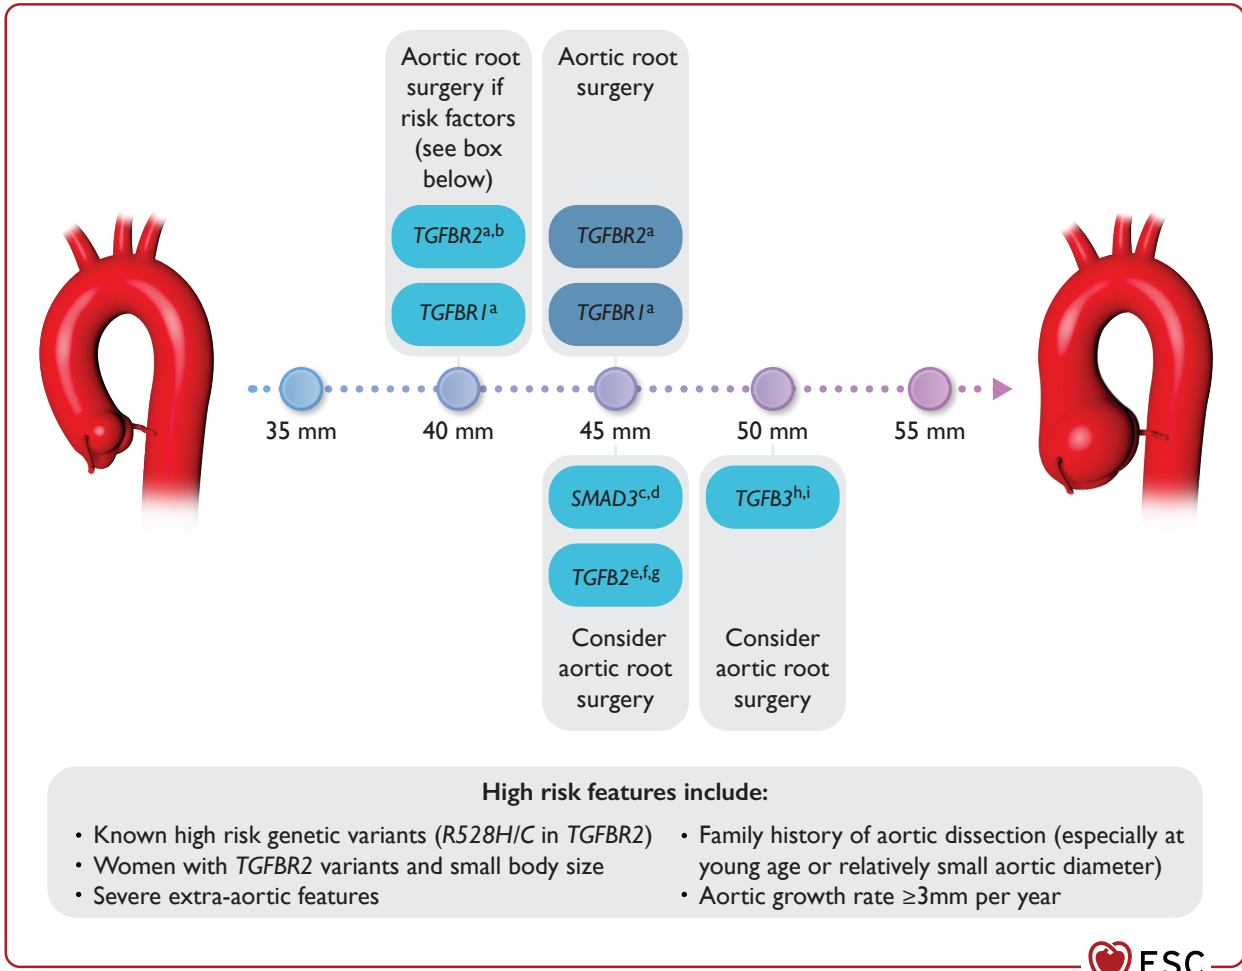 Aortic root
surgery if
risk factors
(see box
below)
TGFBR2a,b
TGFBR1a
Aortic root
surgery
TGFBR2a
TGFBR1a
35 mm
40 mm
45 mm
50 mm
55 mm
SMAD3c,d
TGFB2e,f,g
Consider
aortic root
surgery
TGFB3h,i
Consider
aortic root
surgery
High risk features include:
• Known high risk genetic variants (R528H/C in TGFBR2)
• Women with TGFBR2 variants and small body size
• Severe extra-aortic features
• Family history of aortic dissection (especially at
young age or relatively small aortic diameter)
• Aortic growth rate ≥3mm per year
ESC